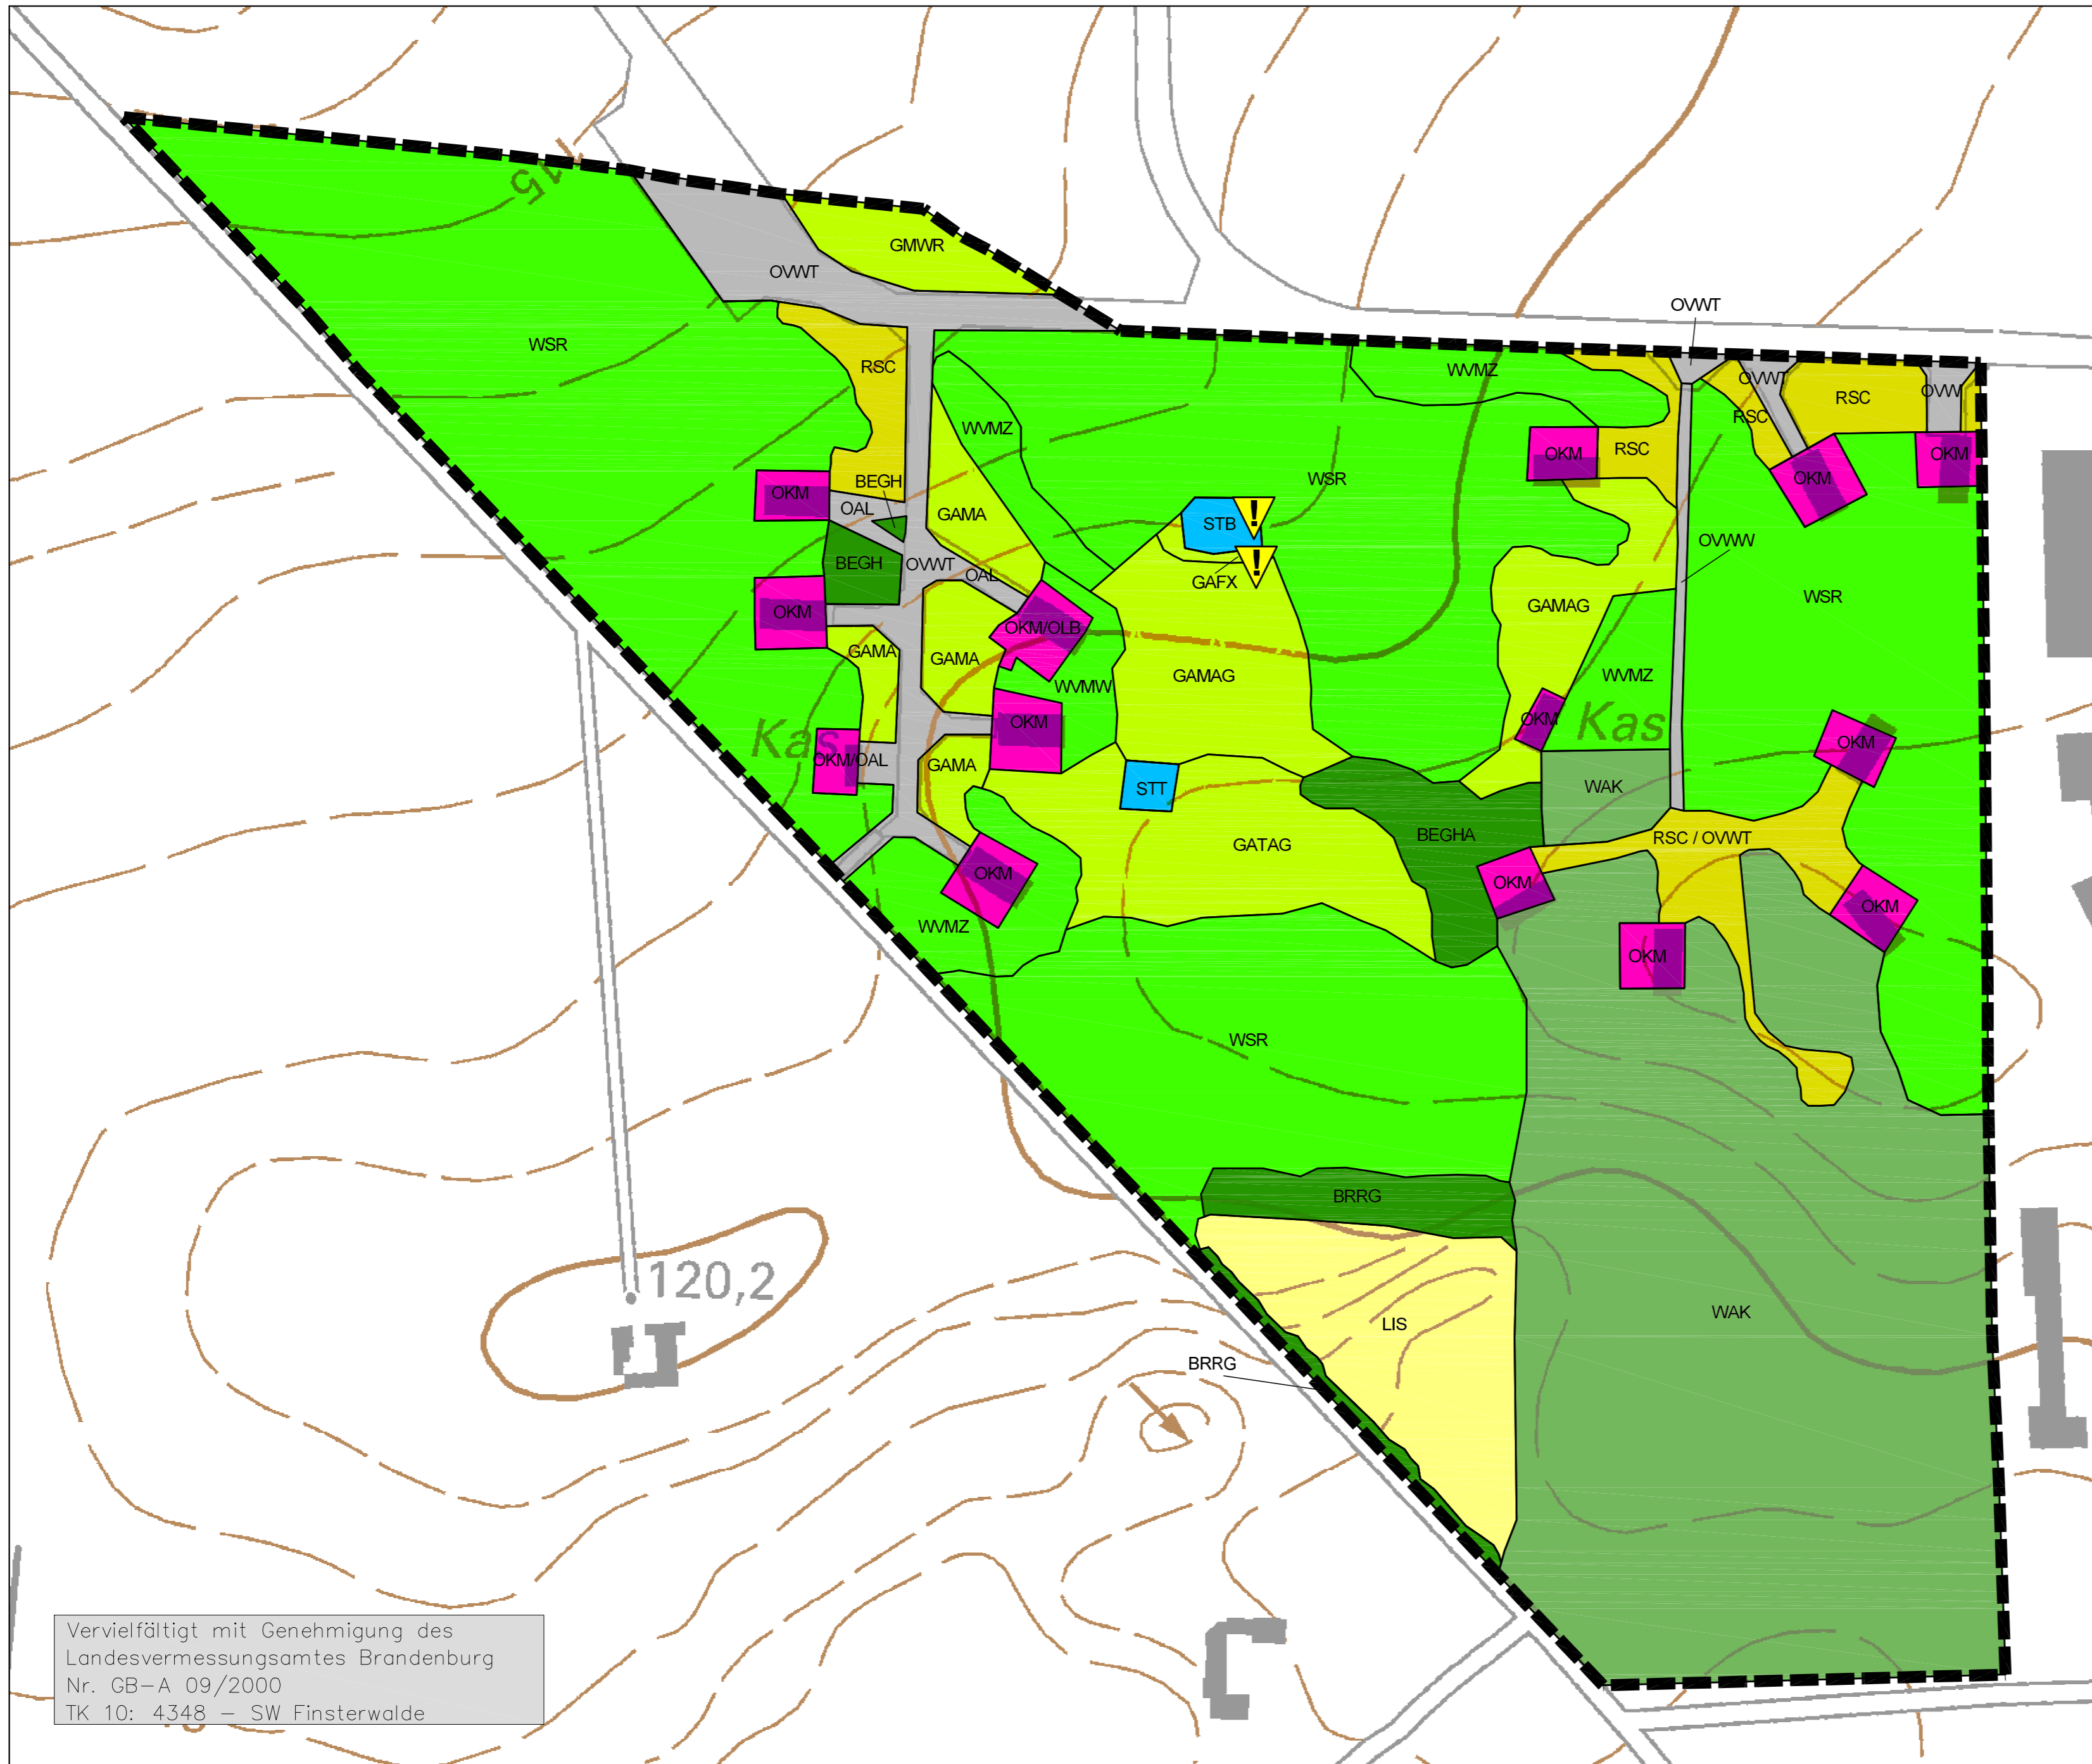 15
GMWR
OVWT
OVWT
WSR
RSC
WVMZ
WVMZ
OVWT
OVW
RSC
RSC
WVMZ
OKM
RSC
OKM
OKM
WSR
BEGH
OKM
OAL
GAMA
STB
!
OVWW
BEGH
OVWT
OAL
GAFX
!
WSR
OKM
GAMAG
OKM/OLB
GAMA
GAMA
GAMAG
WVMZ
WVMW
OKM
OKM
Kas
Kas
OKM
OKM/OAL
GAMA
STT
WAK
GATAG
BEGHA
RSC / OVWT
OKM
OKM
OKM
WVMZ
OKM
WSR
BRRG
120,2
LIS
WAK
BRRG
Vervielfältigt mit Genehmigung des
Landesvermessungsamtes Brandenburg
Nr. GB-A 09/2000
TK 10: 4348 - SW Finsterwalde